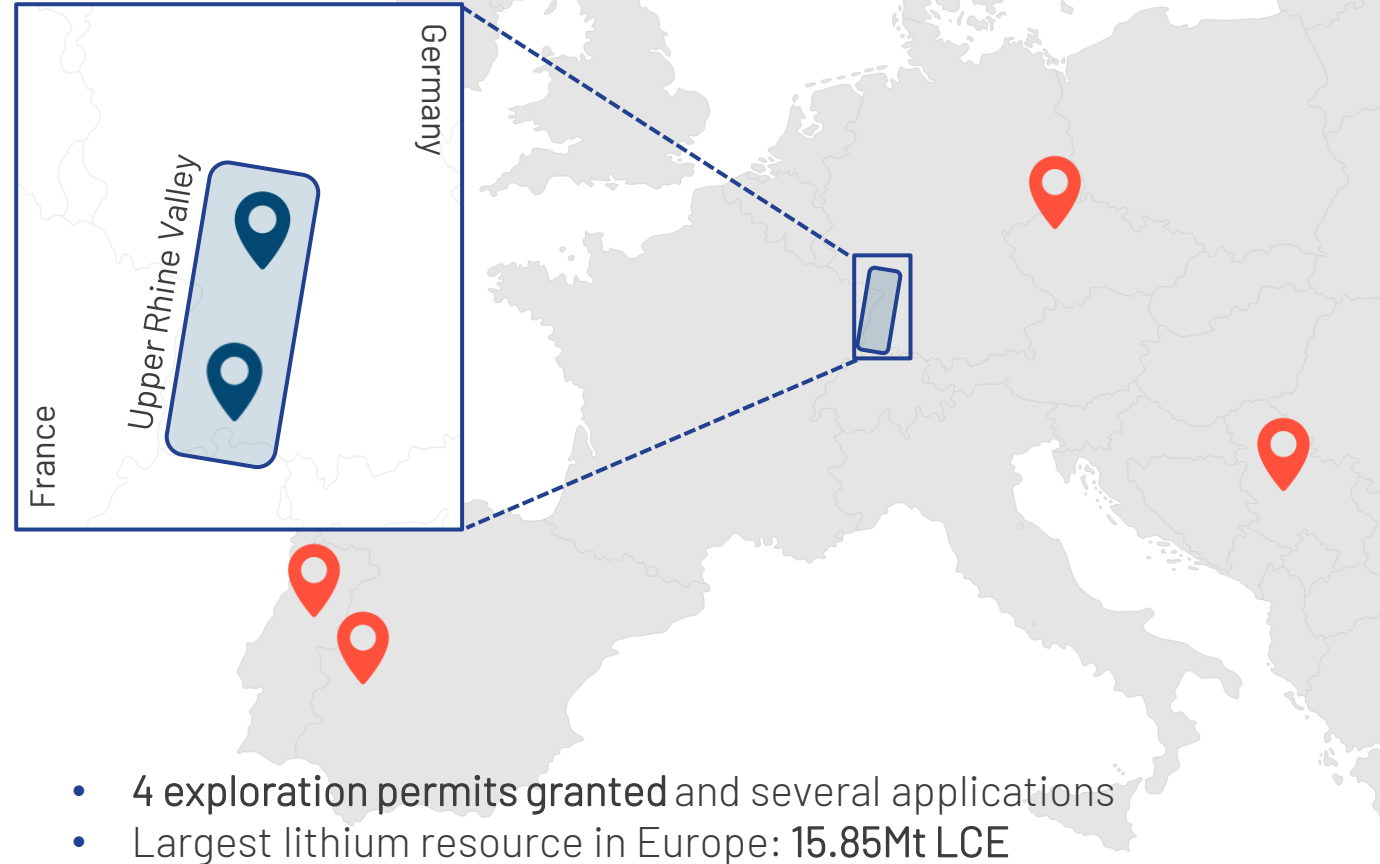 Germany
Upper Rhine Valley
France
• 4 exploration permits granted and several applications
• Largest lithium resource in Europe: 15.85Mt LCE